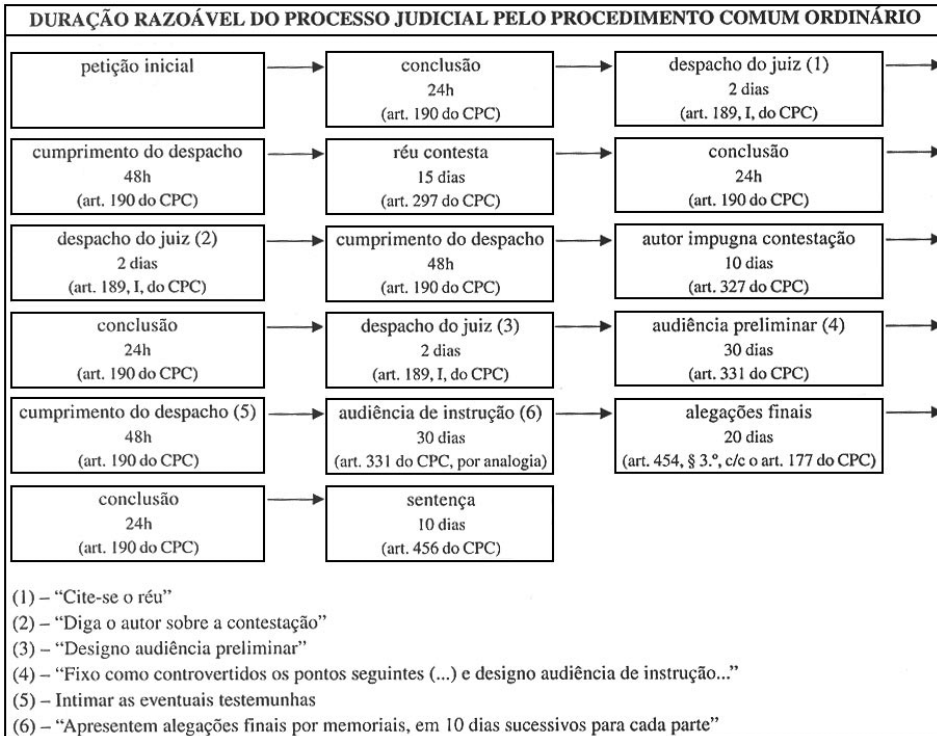 DURAÇÃO RAZOÁVEL DO PROCESSO JUDICIAL PELO PROCEDIMENTO COMUM ORDINÁRIO
petição inicial
conclusão
24h
(art. 190 do CPC)
despacho do juiz (1)
2 dias
(art. 189, I, do CPC)
cumprimento do despacho
48h
(art. 190 do CPC)
réu contesta
15 dias
(art. 297 do CPC)
conclusão
24h
(art. 190 do CPC)
despacho do juiz (2)
2 dias
(art. 189, I, do CPC)
cumprimento do despacho
48h
(art. 190 do CPC)
autor impugna contestação
10 dias
(art. 327 do CPC)
conclusão
24h
(art. 190 do CPC)
despacho do juiz (3)
2 dias
(art. 189, I, do CPC)
audiência preliminar (4)
30 dias
(art. 331 do CPC)
cumprimento do despacho (5)
48h
(art. 190 do CPC)
audiência de instrução (6)
30 dias
(art. 331 do CPC, por analogia)
alegações finais
20 dias
(art. 454, § 3.º, c/c o art. 177 do CPC)
conclusão
24h
(art. 190 do CPC)
sentença
10 dias
(art. 456 do CPC)
(1) – “Cite-se o réu”
(2) – “Diga o autor sobre a contestação”
(3) – “Designo audiência preliminar”
(4) – “Fixo como controvertidos os pontos seguintes (...) e designo audiência de instrução...”
(5) – Intimar as eventuais testemunhas
(6) – “Apresentem alegações finais por memoriais, em 10 dias sucessivos para cada parte”